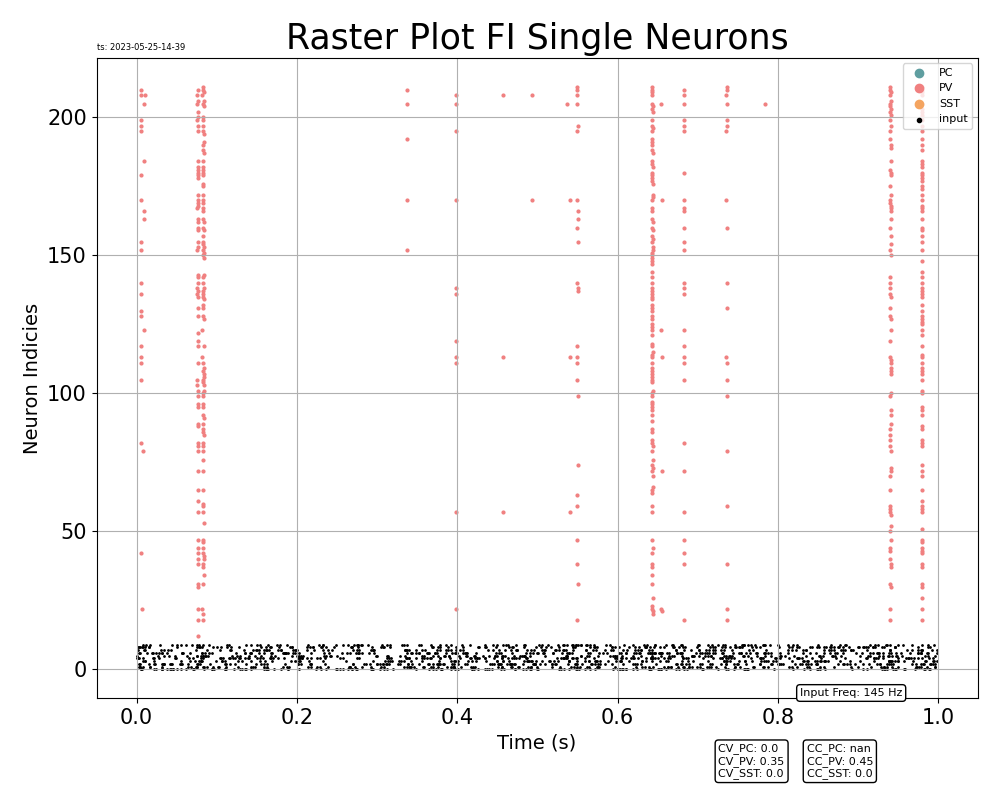 Raster Plot FI Single Neurons
ts: 2023-05-25-14-39
PC
PV
SST
input
200
150
100
50
0
Neuron Indicies
0.0 0.2 0.4 0.6 0.8 1.0
Time (s)
Input Freq: 145 Hz
CV_PC: 0.0
CV_PV: 0.35
CV_SST: 0.0
CC_PC: nan
CC_PV: 0.45
CC_SST: 0.0